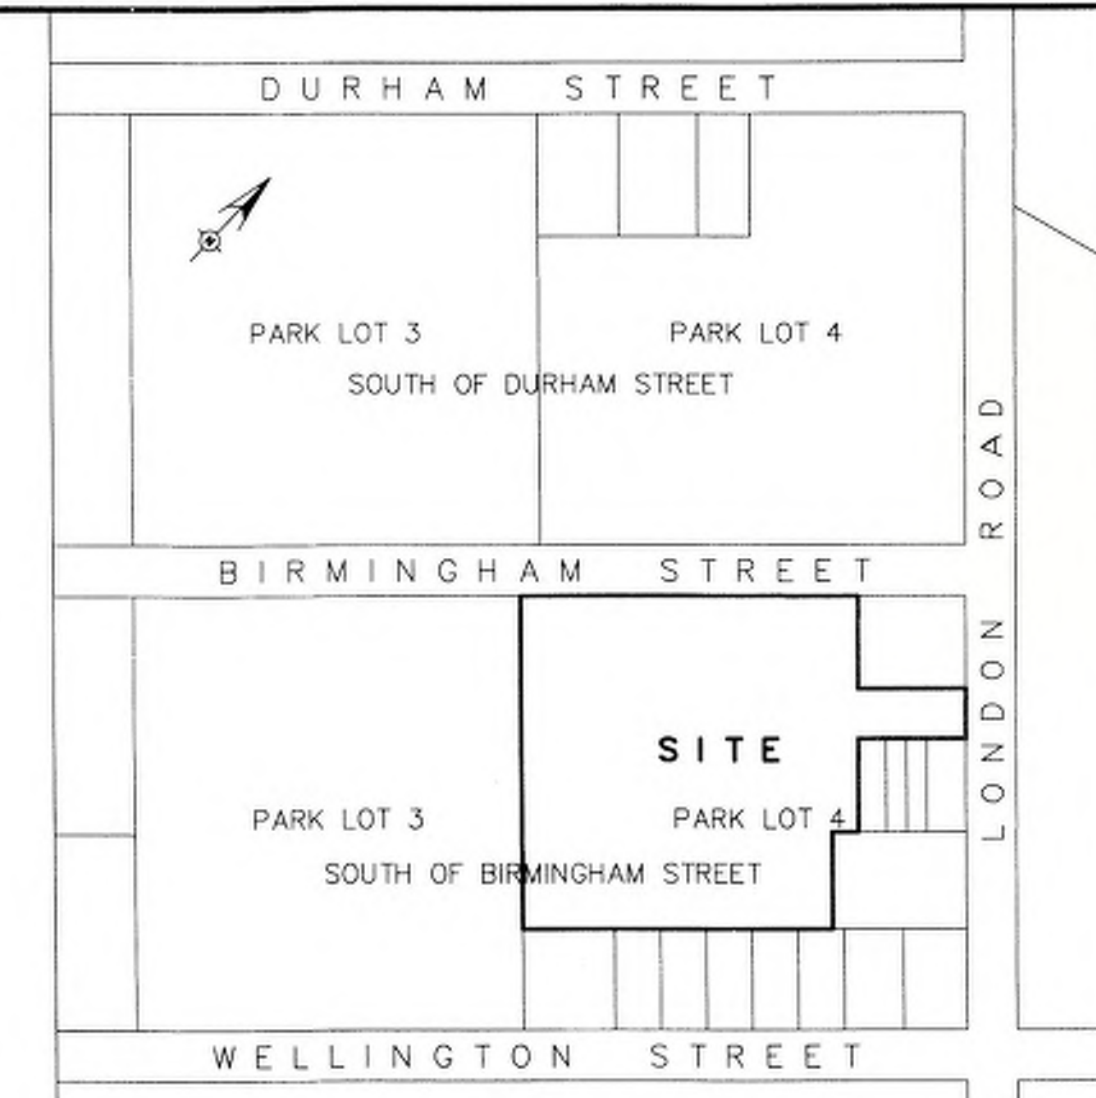 DURHAM STREET
PARK LOT 3
PARK LOT 4
SOUTH OF DURHAM STREET
BIRMINGHAM STREET
LONDON ROAD
SITE
PARK LOT 3
PARK LOT 4
SOUTH OF BIRMINGHAM STREET
WELLINGTON STREET